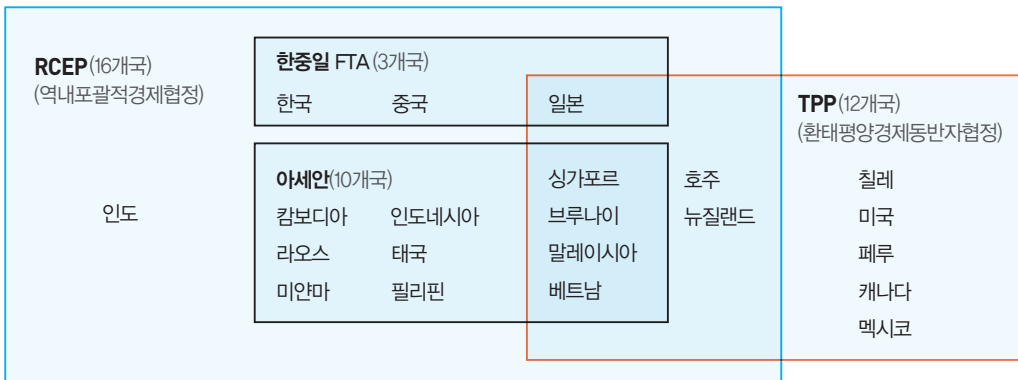 RCEP(16개국)
(역내포괄적경제협정)
한중일 FTA (3개국)
한국 중국 일본
TPP(12개국)
(환태평양경제동반자협정)
인도
아세안(10개국)
캄보디아 인도네시아
라오스 태국
미얀마 필리핀
싱가포르
브루나이
말레이시아
베트남
호주
뉴질랜드
칠레
미국
페루
캐나다
멕시코